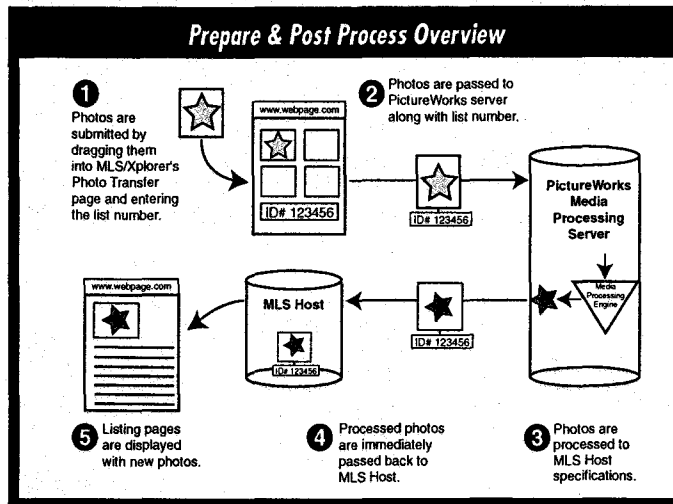 Prepare & Post Process Overview
1
Photos are
submitted by
dragging them
into MLS/Xplorer's
Photo Transfer
page and entering
the list number.
www.webpage.com
ID# 123456
2
Photos are passed to
PictureWorks server
along with list number.
ID# 123456
PictureWorks
Media
Processing
Server
Media
Processing
Engine
3
Photos are
processed to
MLS Host
specifications.
ID# 123456
4
Processed photos
are immediately
passed back to
MLS Host.
MLS Host
ID# 123456
www.webpage.com
5
Listing pages
are displayed
with new photos.